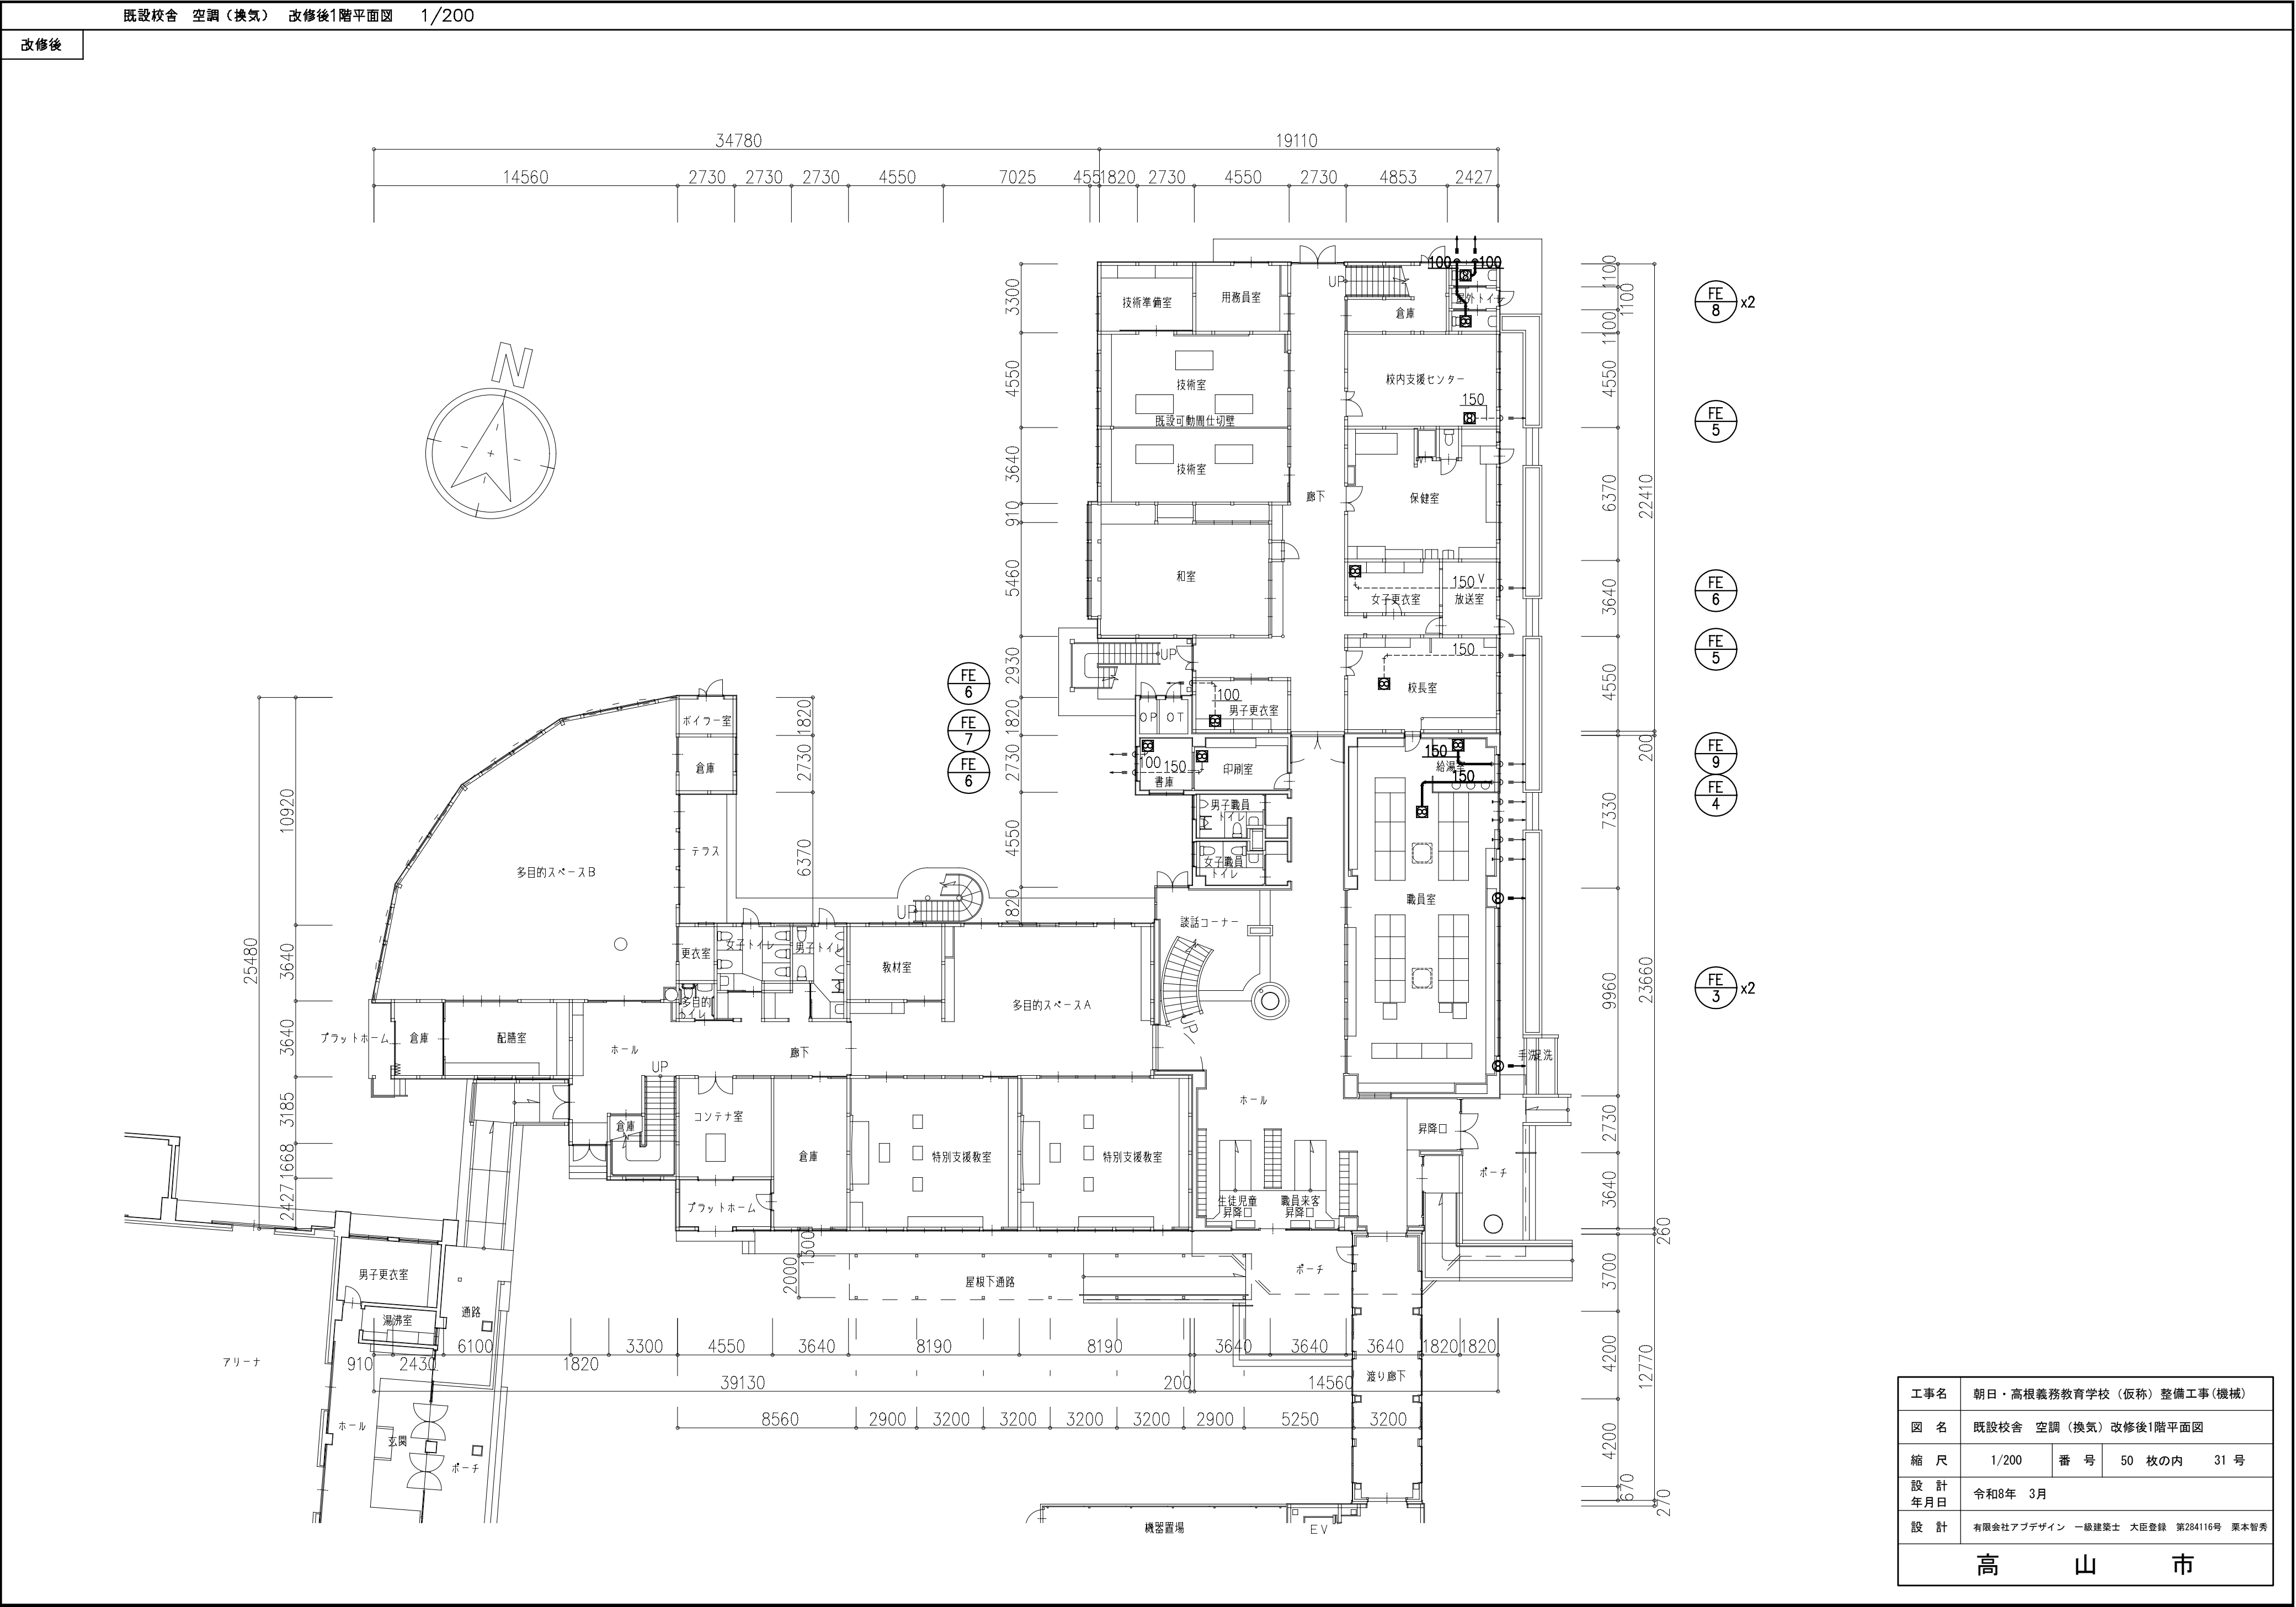 既設校舎　空調（換気）　改修後1階平面図　1/200
改修後
34780
19110
14560
2730
2730
2730
4550
7025
455
1820
2730
4550
2730
4853
2427
N
3300
4550
3640
910
5460
2930
1820
2730
4550
1820
技術準備室
用務員室
UP
倉庫
100
100
屋外トイレ
技術室
既設可動間仕切壁
技術室
廊下
校内支援センター
150
保健室
和室
女子更衣室
150
V
放送室
UP
150
校長室
100
男子更衣室
OP
OT
100
150
書庫
印刷室
男子職員
トイレ
女子職員
トイレ
150
給湯室
150
職員室
談話コーナー
UP
FE
6
FE
7
FE
6
1100
1100
1100
4550
6370
3640
4550
22410
200
7330
9960
23660
2730
3640
260
3700
4200
12770
4200
670
270
FE
8
x2
FE
5
FE
6
FE
5
FE
9
FE
4
FE
3
x2
25480
10920
3640
3640
3185
1668
2427
1820
2730
6370
ボイラー室
倉庫
テラス
多目的スペースB
UP
更衣室
女子トイレ
男子トイレ
教材室
多目的
トイレ
多目的スペースA
プラットホーム
倉庫
配膳室
ホール
廊下
UP
コンテナ室
倉庫
倉庫
特別支援教室
特別支援教室
プラットホーム
ホール
昇降口
手洗足洗
ポーチ
生徒児童
昇降口
職員来客
昇降口
1300
2000
屋根下通路
ポーチ
男子更衣室
湯沸室
通路
アリーナ
ホール
玄関
ポーチ
910
2430
6100
1820
3300
4550
3640
8190
8190
3640
3640
3640
1820
1820
39130
200
14560
渡り廊下
8560
2900
3200
3200
3200
3200
2900
5250
3200
機器置場
EV
工事名　朝日・高根義務教育学校（仮称）整備工事(機械)
図　名　既設校舎　空調（換気）改修後1階平面図
縮　尺　1/200　番　号　50　枚の内　31 号
設　計
年月日　令和8年　3月
設　計　有限会社アブデザイン　一級建築士　大臣登録　第284116号　栗本智秀
高　山　市